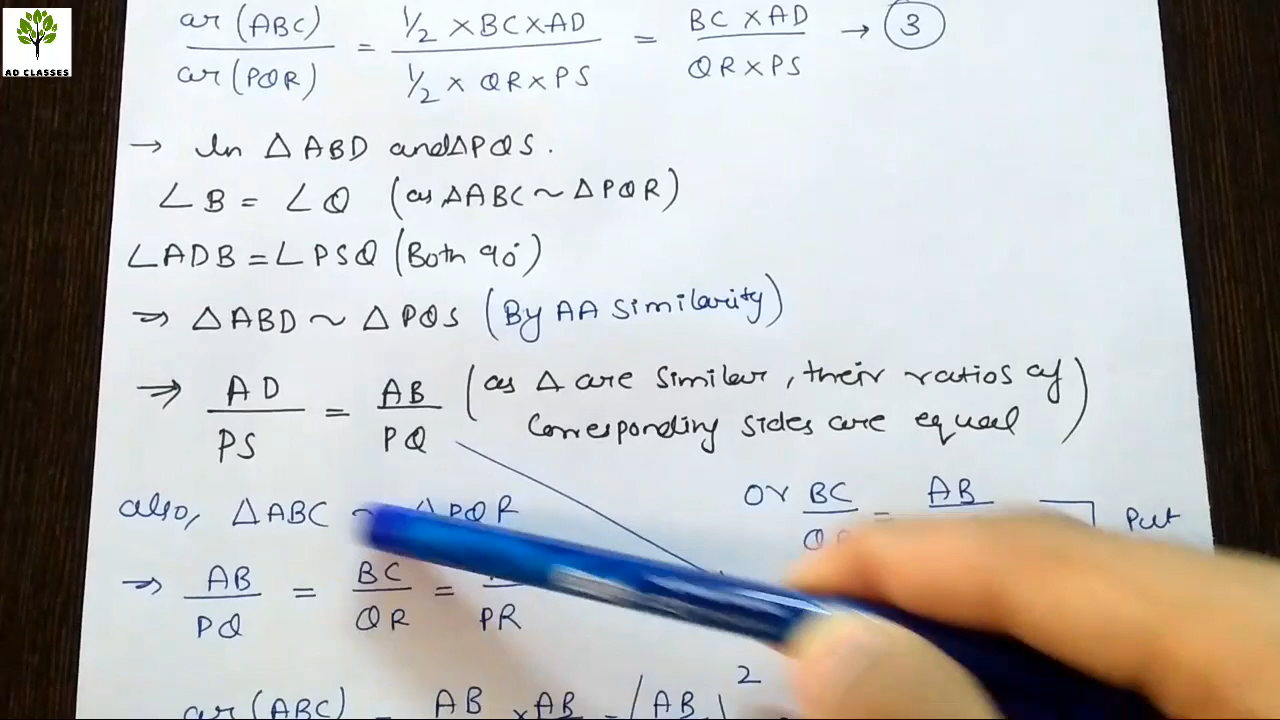 AD CLASSES
ar(ABC) / ar(PQR) = 1/2 × BC × AD / 1/2 × QR × PS = BC × AD / QR × PS → 3
→ In △ABD and △PQS.
∠B = ∠Q (as △ABC ~ △PQR)
∠ADB = ∠PSQ (Both 90°)
⇒ △ABD ~ △PQS (By AA Similarity)
⇒ AD / PS = AB / PQ (as △ are similar, their ratios of
Corresponding sides are equal)
also, △ABC ~ △PQR
or BC = AB
Put
⇒ AB / PQ = BC / QR = / PR
ar(ABC) = AB × AB = (AB)²